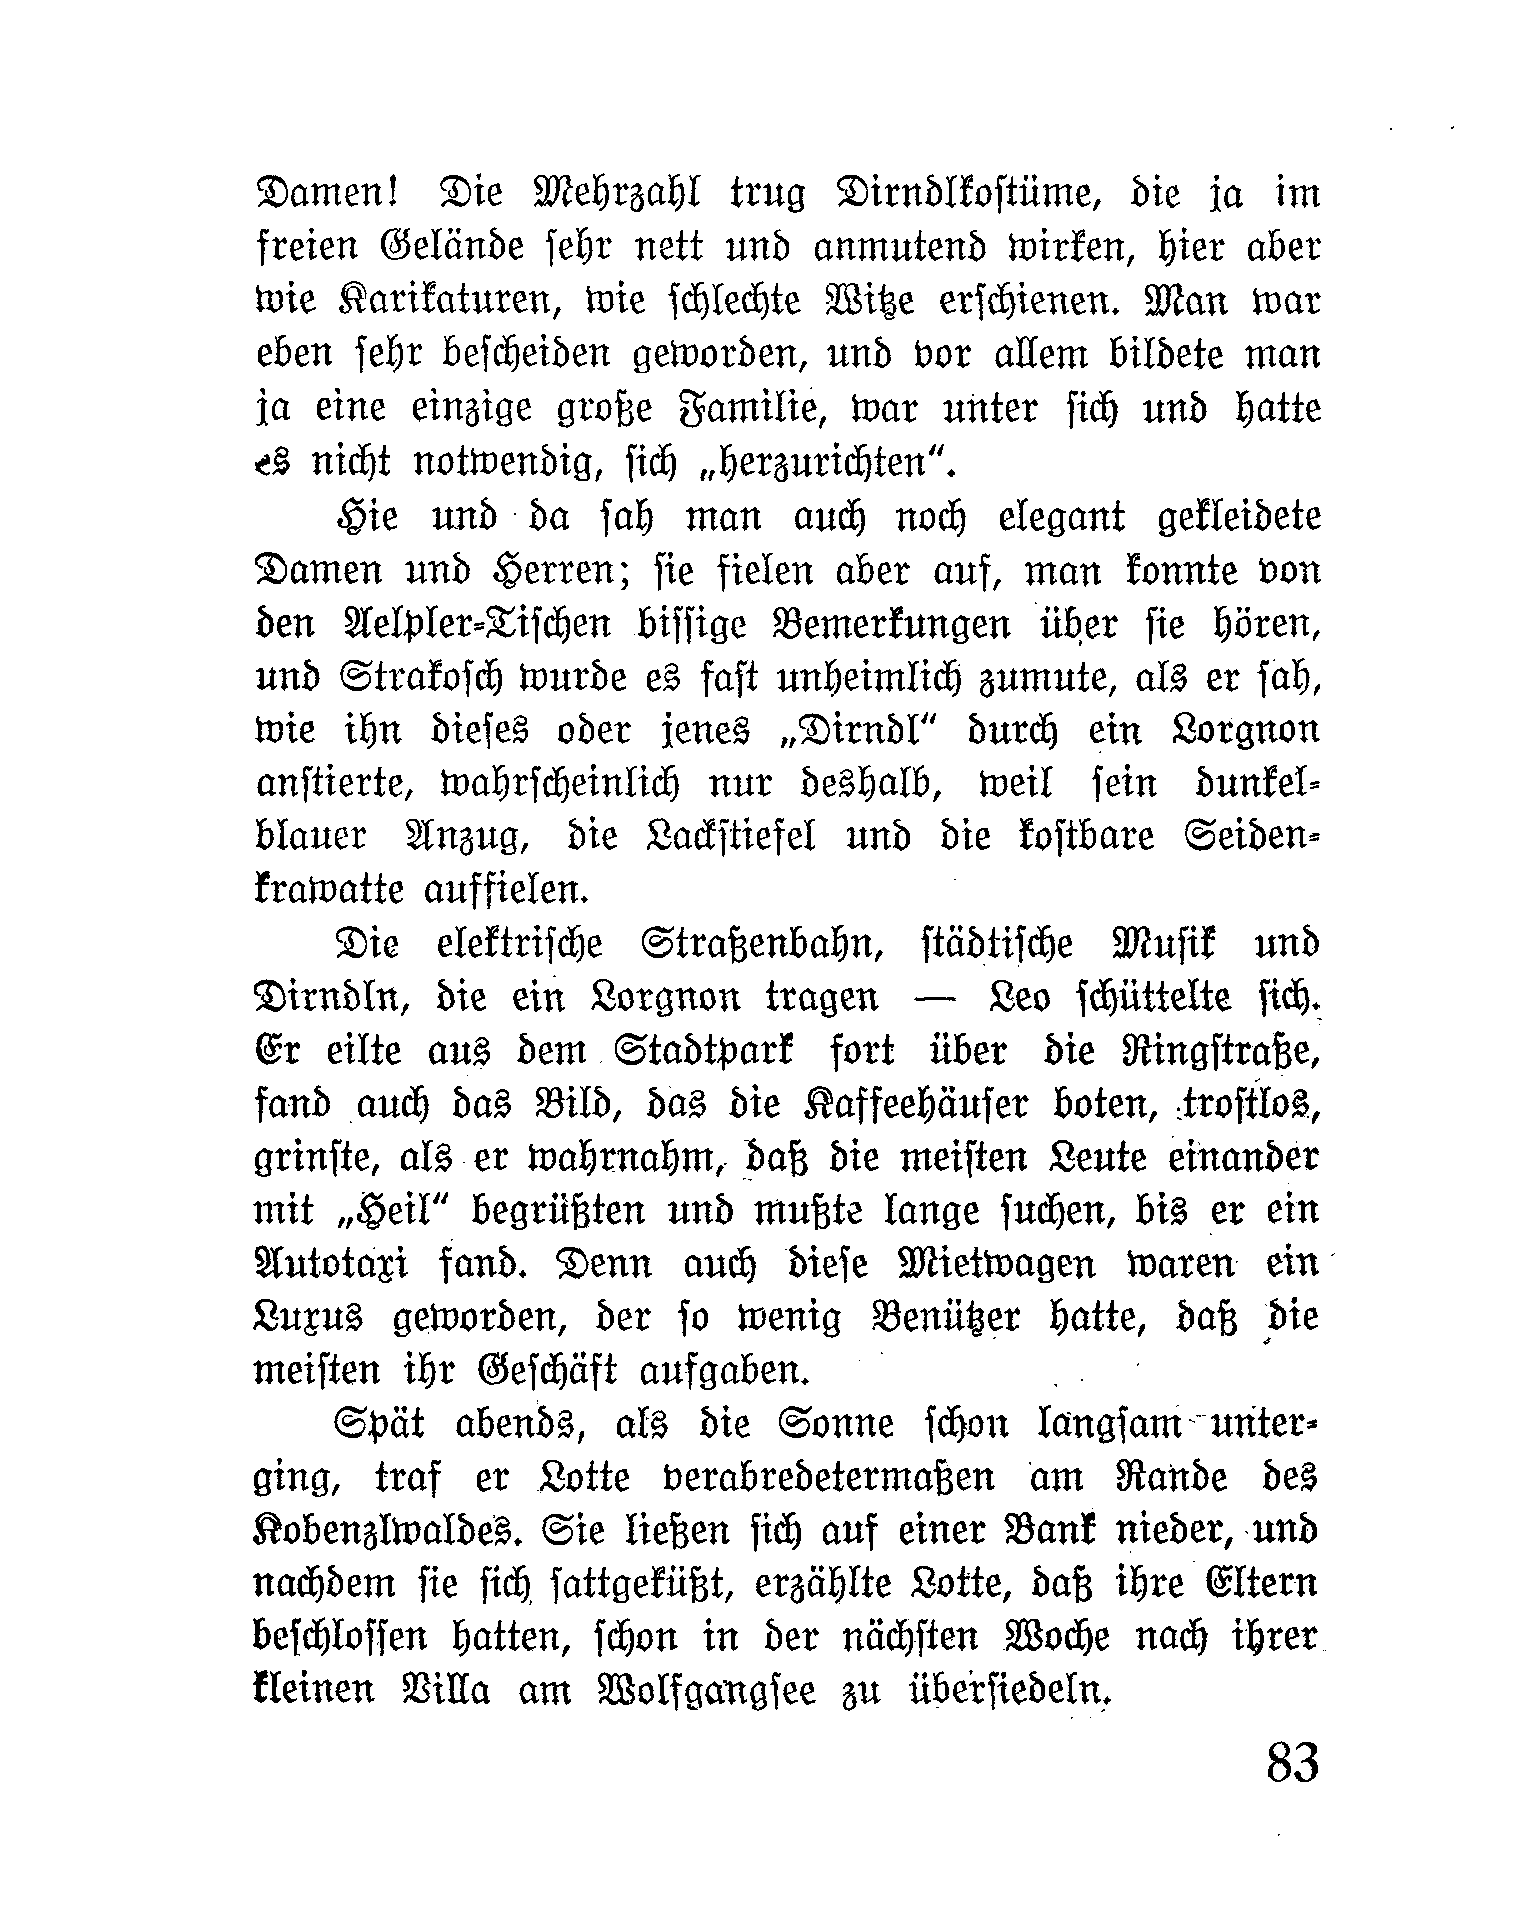 Damen! Die Mehrzahl trug Dirndlkostüme, die ja im
freien Gelände sehr nett und anmutend wirken, hier aber
wie Karikaturen, wie schlechte Witze erschienen. Man war
eben sehr bescheiden geworden, und vor allem bildete man
ja eine einzige große Familie, war unter sich und hatte
es nicht notwendig, sich „herzurichten“.
Hie und da sah man auch noch elegant gekleidete
Damen und Herren; sie fielen aber auf, man konnte von
den Aelpler-Tischen bissige Bemerkungen über sie hören,
und Strakosch wurde es fast unheimlich zumute, als er sah,
wie ihn dieses oder jenes „Dirndl“ durch ein Lorgnon
anstierte, wahrscheinlich nur deshalb, weil sein dunkel-
blauer Anzug, die Lackstiefel und die kostbare Seiden-
krawatte auffielen.
Die elektrische Straßenbahn, städtische Musik und
Dirndln, die ein Lorgnon tragen — Leo schüttelte sich.
Er eilte aus dem Stadtpark fort über die Ringstraße,
fand auch das Bild, das die Kaffeehäuser boten, trostlos,
grinste, als er wahrnahm, daß die meisten Leute einander
mit „Heil“ begrüßten und mußte lange suchen, bis er ein
Autotaxi fand. Denn auch diese Mietwagen waren ein
Luxus geworden, der so wenig Benützer hatte, daß die
meisten ihr Geschäft aufgaben.
Spät abends, als die Sonne schon langsam unter-
ging, traf er Lotte verabredetermaßen am Rande des
Kobenzlwaldes. Sie ließen sich auf einer Bank nieder, und
nachdem sie sich sattgeküßt, erzählte Lotte, daß ihre Eltern
beschlossen hatten, schon in der nächsten Woche nach ihrer
kleinen Villa am Wolfgangsee zu übersiedeln.
83